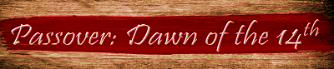 Passover: Dawn of the 14th